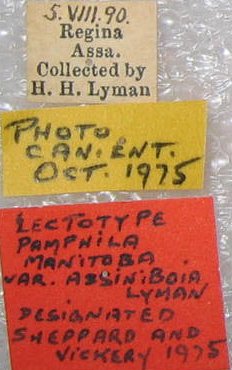 5.VIII.90.
Regina
Assa.
Collected by
H. H. Lyman
PHOTO
CAN. ENT.
OCT. 1975
LECTOTYPE
PAMPHILA
MANITOBA
VAR. ASSINIBOIA
LYMAN
DESIGNATED
SHEPPARD AND
VICKERY 1975